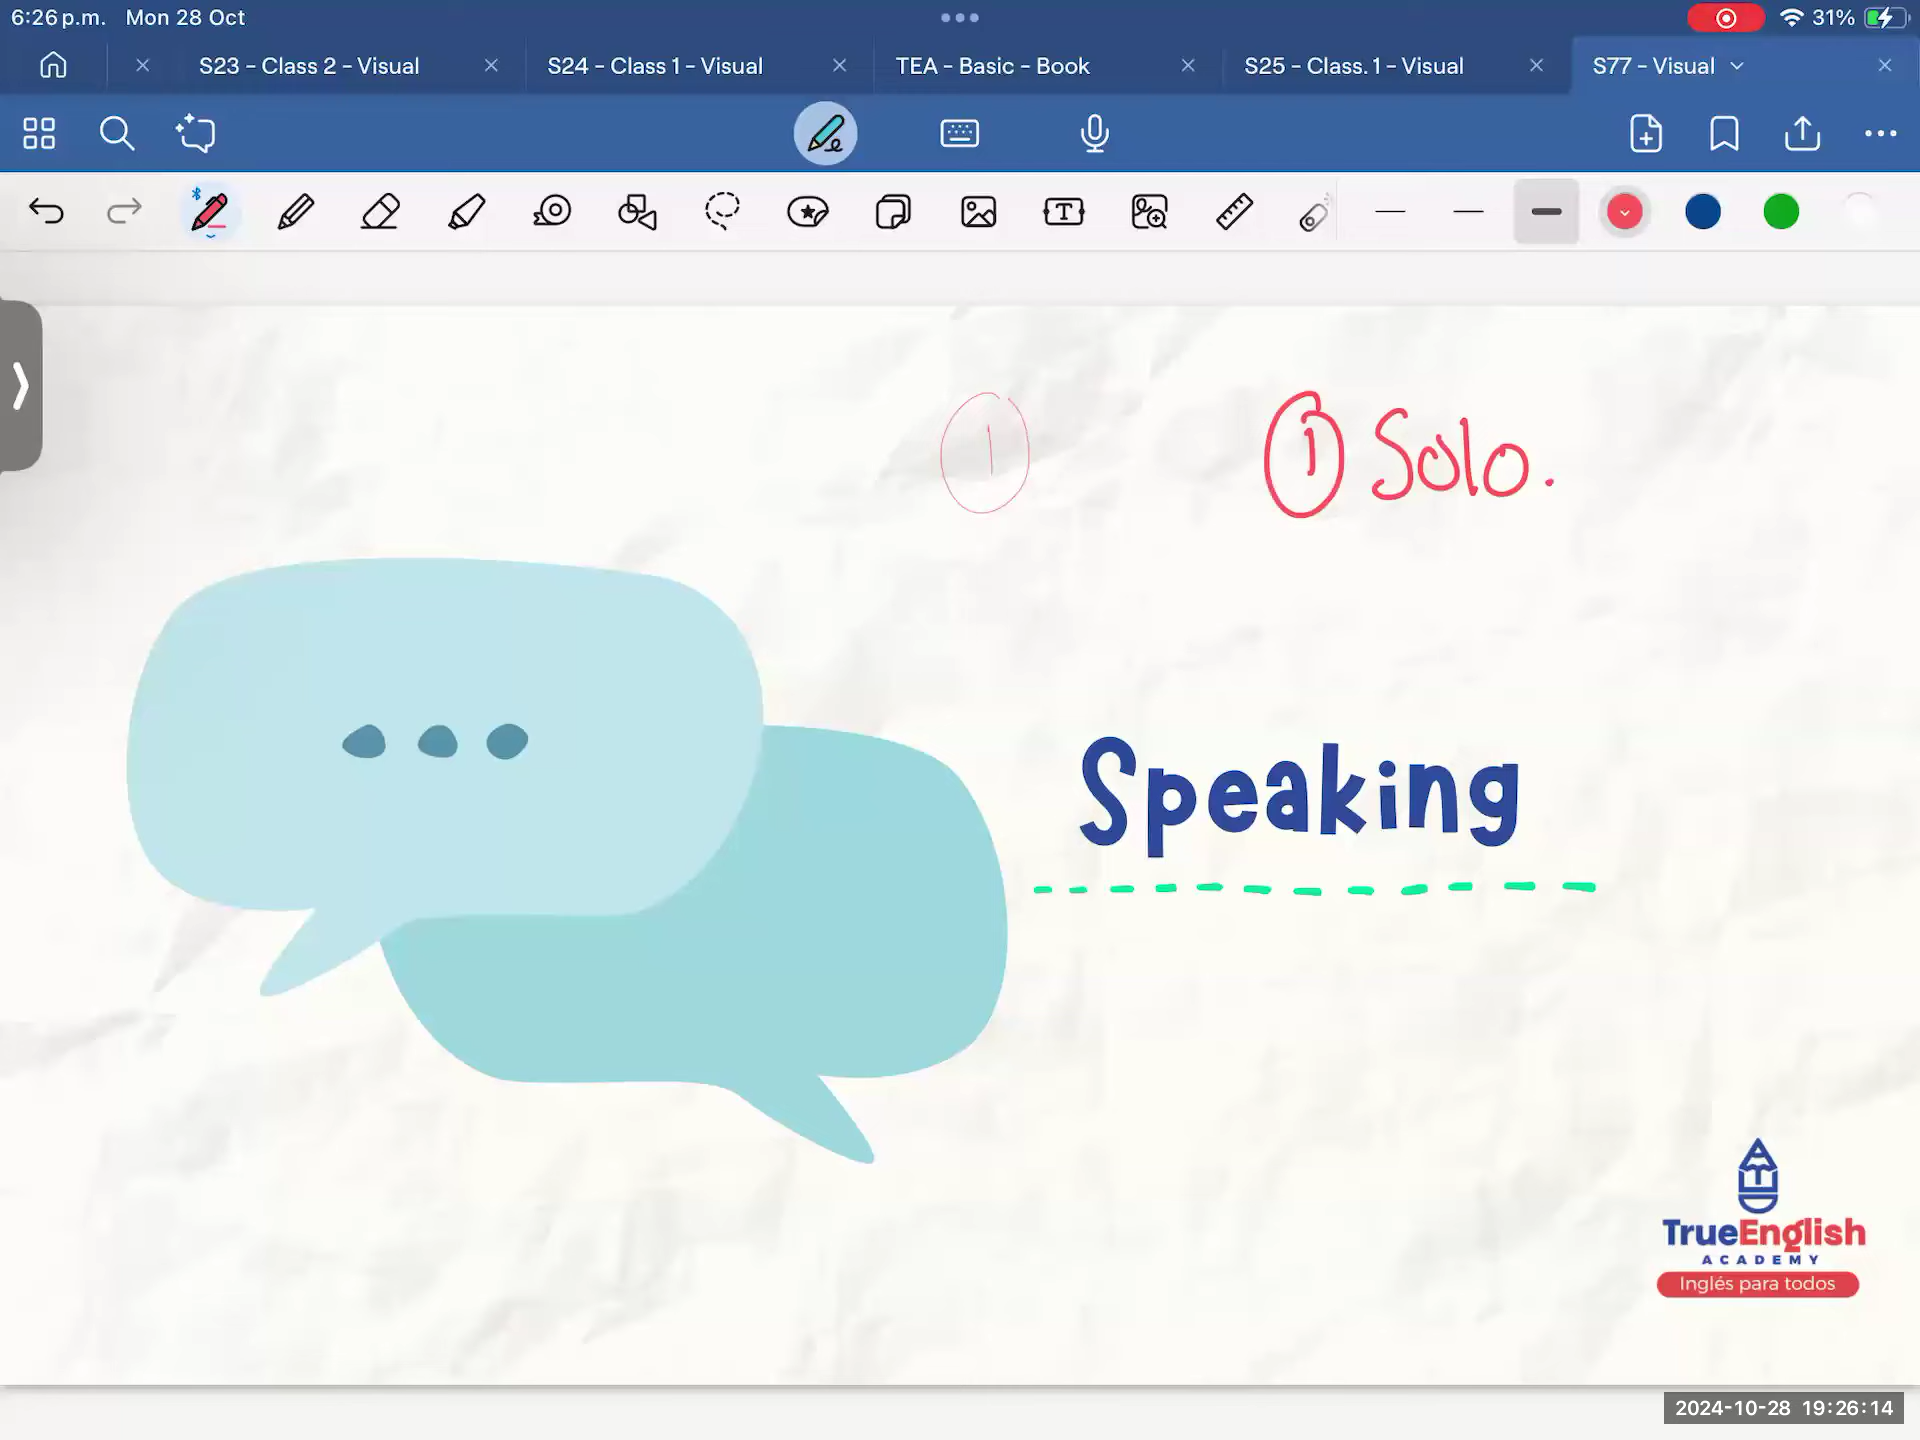 6:26 p.m. Mon 28 Oct
31%
S23 - Class 2 - Visual
S24 - Class 1 - Visual
TEA - Basic - Book
S25 - Class. 1 - Visual
S77 - Visual
1
1 Solo.
Speaking
TrueEnglish
ACADEMY
Inglés para todos
2024-10-28 19:26:14